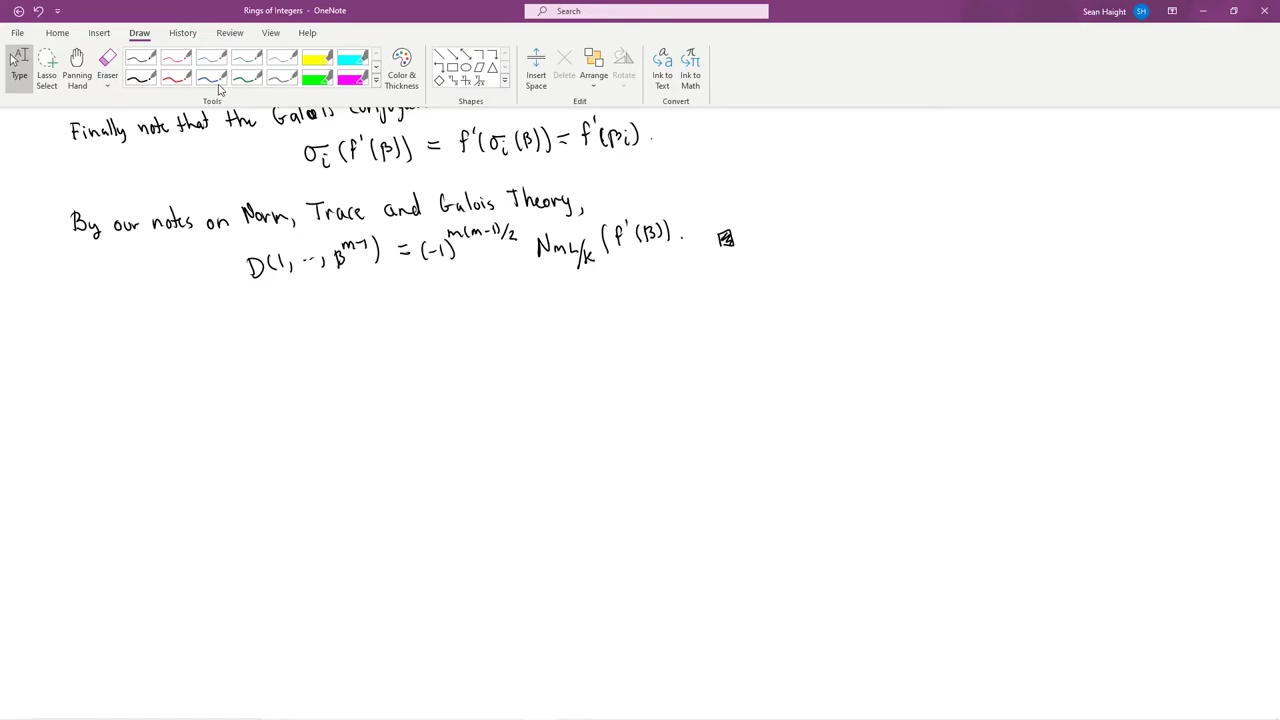 Rings of Integers - OneNote
Search
Sean Haight
SH
File Home Insert Draw History Review View Help
Type
Lasso Select
Panning Hand
Eraser
Color & Thickness
Insert Space
Delete
Arrange
Rotate
Ink to Text
Ink to Math
Tools
Shapes
Edit
Convert
Finally note that the Galois
σᵢ(f'(β)) = f'(σᵢ(β)) = f'(βᵢ).
By our notes on Norm, Trace and Galois Theory,
D(1, ..., β^{m-1}) = (-1)^{m(m-1)/2} Nm_{L/K}(f'(β)).